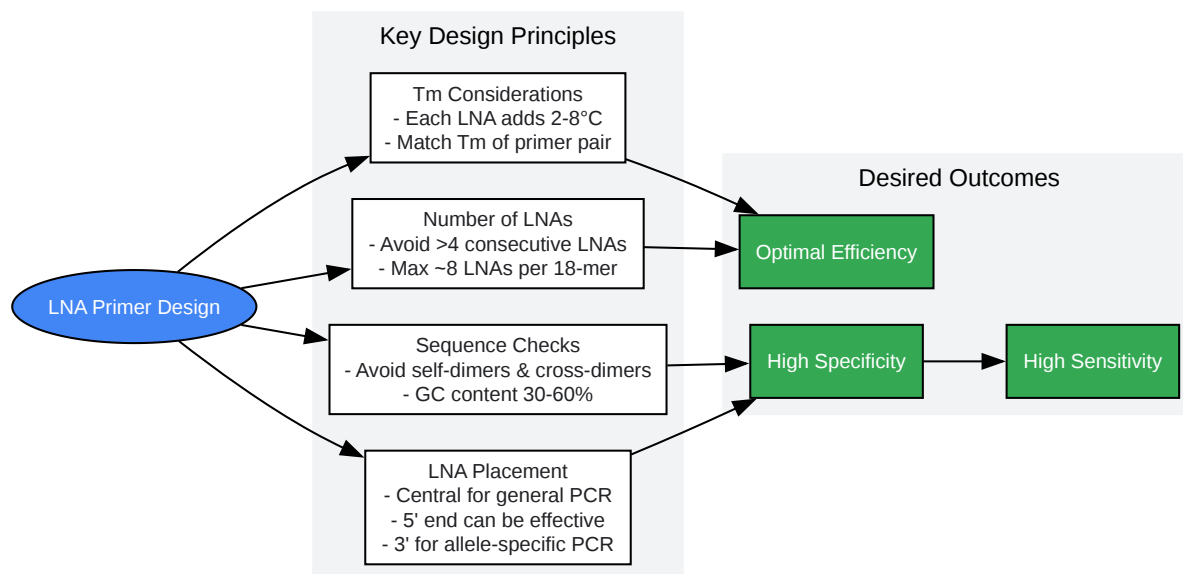 Key Design Principles
Tm Considerations
- Each LNA adds 2-8°C
- Match Tm of primer pair
Number of LNAs
- Avoid >4 consecutive LNAs
- Max ~8 LNAs per 18-mer
LNA Primer Design
Sequence Checks
- Avoid self-dimers & cross-dimers
- GC content 30-60%
LNA Placement
- Central for general PCR
- 5' end can be effective
- 3' for allele-specific PCR
Desired Outcomes
Optimal Efficiency
High Specificity
High Sensitivity